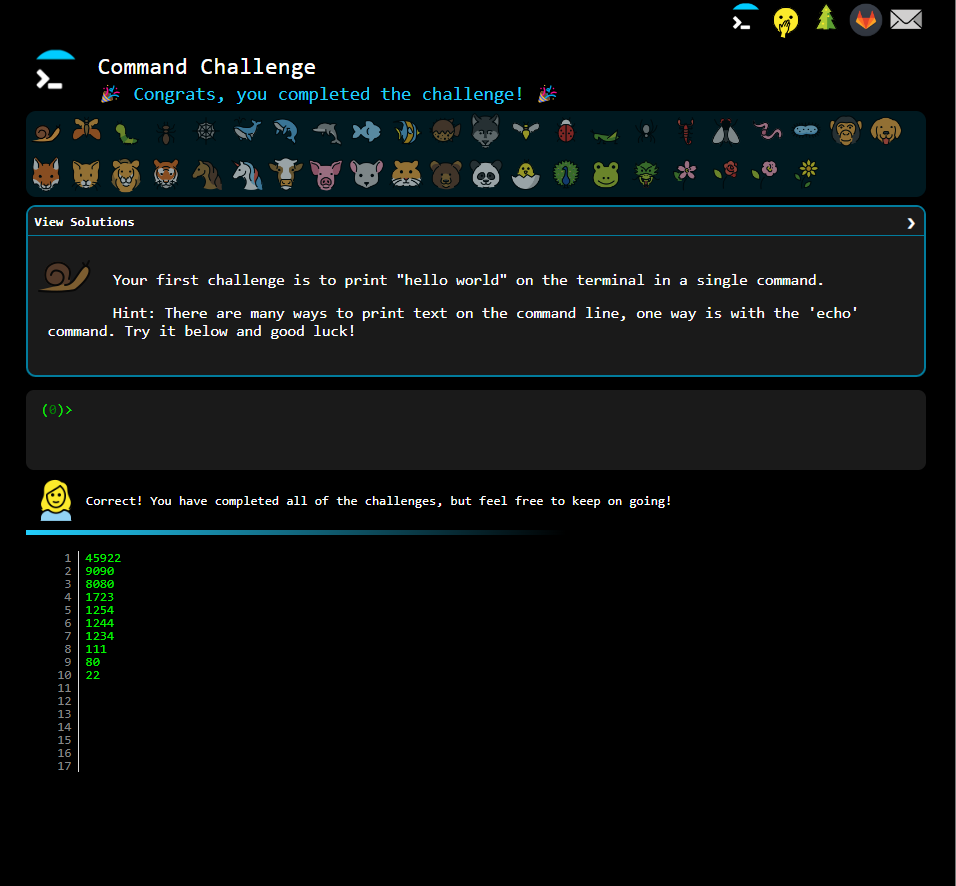 Command Challenge
🎉 Congrats, you completed the challenge! 🎉
View Solutions ❯
Your first challenge is to print "hello world" on the terminal in a single command.
Hint: There are many ways to print text on the command line, one way is with the 'echo'
command. Try it below and good luck!
(0)>
Correct! You have completed all of the challenges, but feel free to keep on going!
1 45922
2 9090
3 8080
4 1723
5 1254
6 1244
7 1234
8 111
9 80
10 22
11
12
13
14
15
16
17